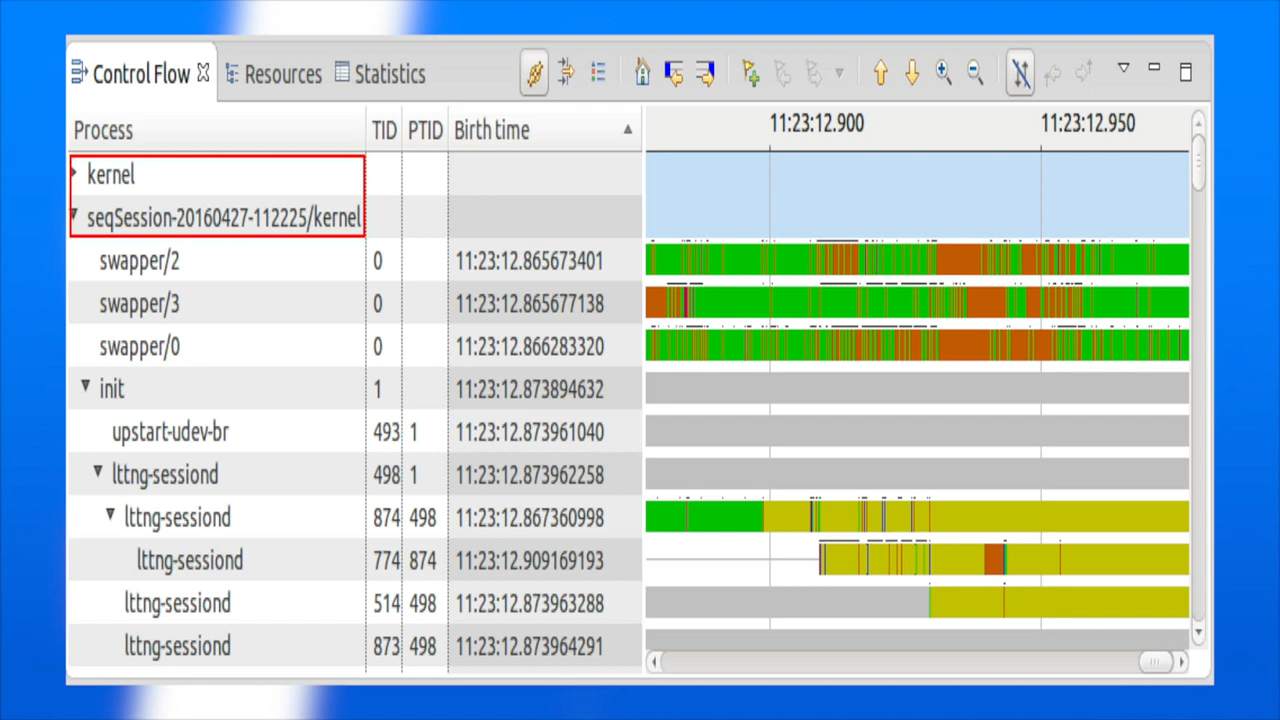 Control Flow Resources Statistics
Process TID PTID Birth time 11:23:12.900 11:23:12.950
kernel
seqSession-20160427-112225/kernel
swapper/2 0 11:23:12.865673401
swapper/3 0 11:23:12.865677138
swapper/0 0 11:23:12.866283320
init 1 11:23:12.873894632
upstart-udev-br 493 1 11:23:12.873961040
lttng-sessiond 498 1 11:23:12.873962258
lttng-sessiond 874 498 11:23:12.867360998
lttng-sessiond 774 874 11:23:12.909169193
lttng-sessiond 514 498 11:23:12.873963288
lttng-sessiond 873 498 11:23:12.873964291